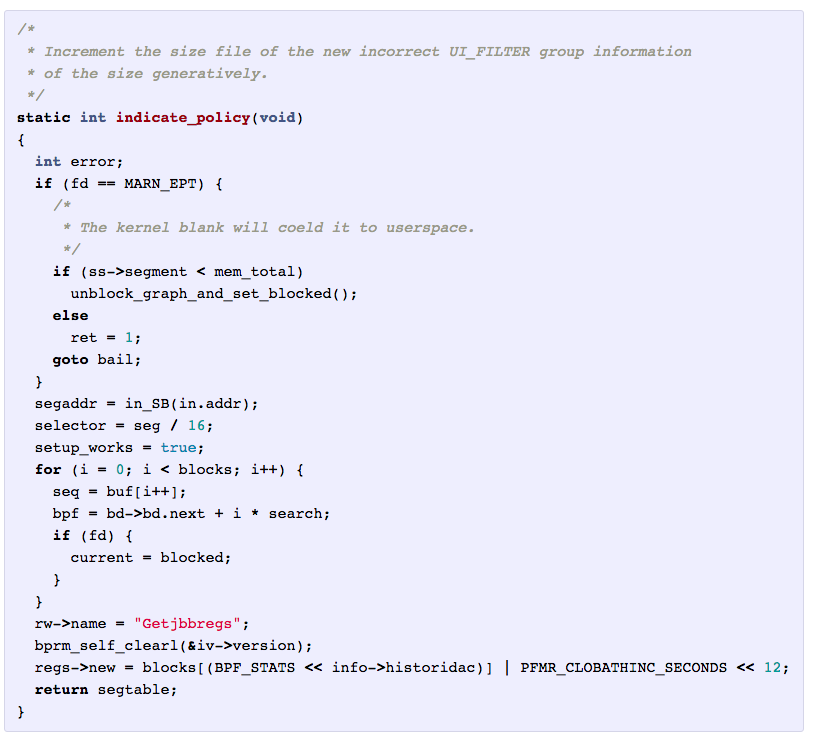 /*
 * Increment the size file of the new incorrect UI_FILTER group information
 * of the size generatively.
 */
static int indicate_policy(void)
{
  int error;
  if (fd == MARN_EPT) {
    /*
     * The kernel blank will coeld it to userspace.
     */
    if (ss->segment < mem_total)
      unblock_graph_and_set_blocked();
    else
      ret = 1;
    goto bail;
  }
  segaddr = in_SB(in.addr);
  selector = seg / 16;
  setup_works = true;
  for (i = 0; i < blocks; i++) {
    seq = buf[i++];
    bpf = bd->bd.next + i * search;
    if (fd) {
      current = blocked;
    }
  }
  rw->name = "Getjbbregs";
  bprm_self_clearl(&iv->version);
  regs->new = blocks[(BPF_STATS << info->historidac)] | PFMR_CLOBATHINC_SECONDS << 12;
  return segtable;
}